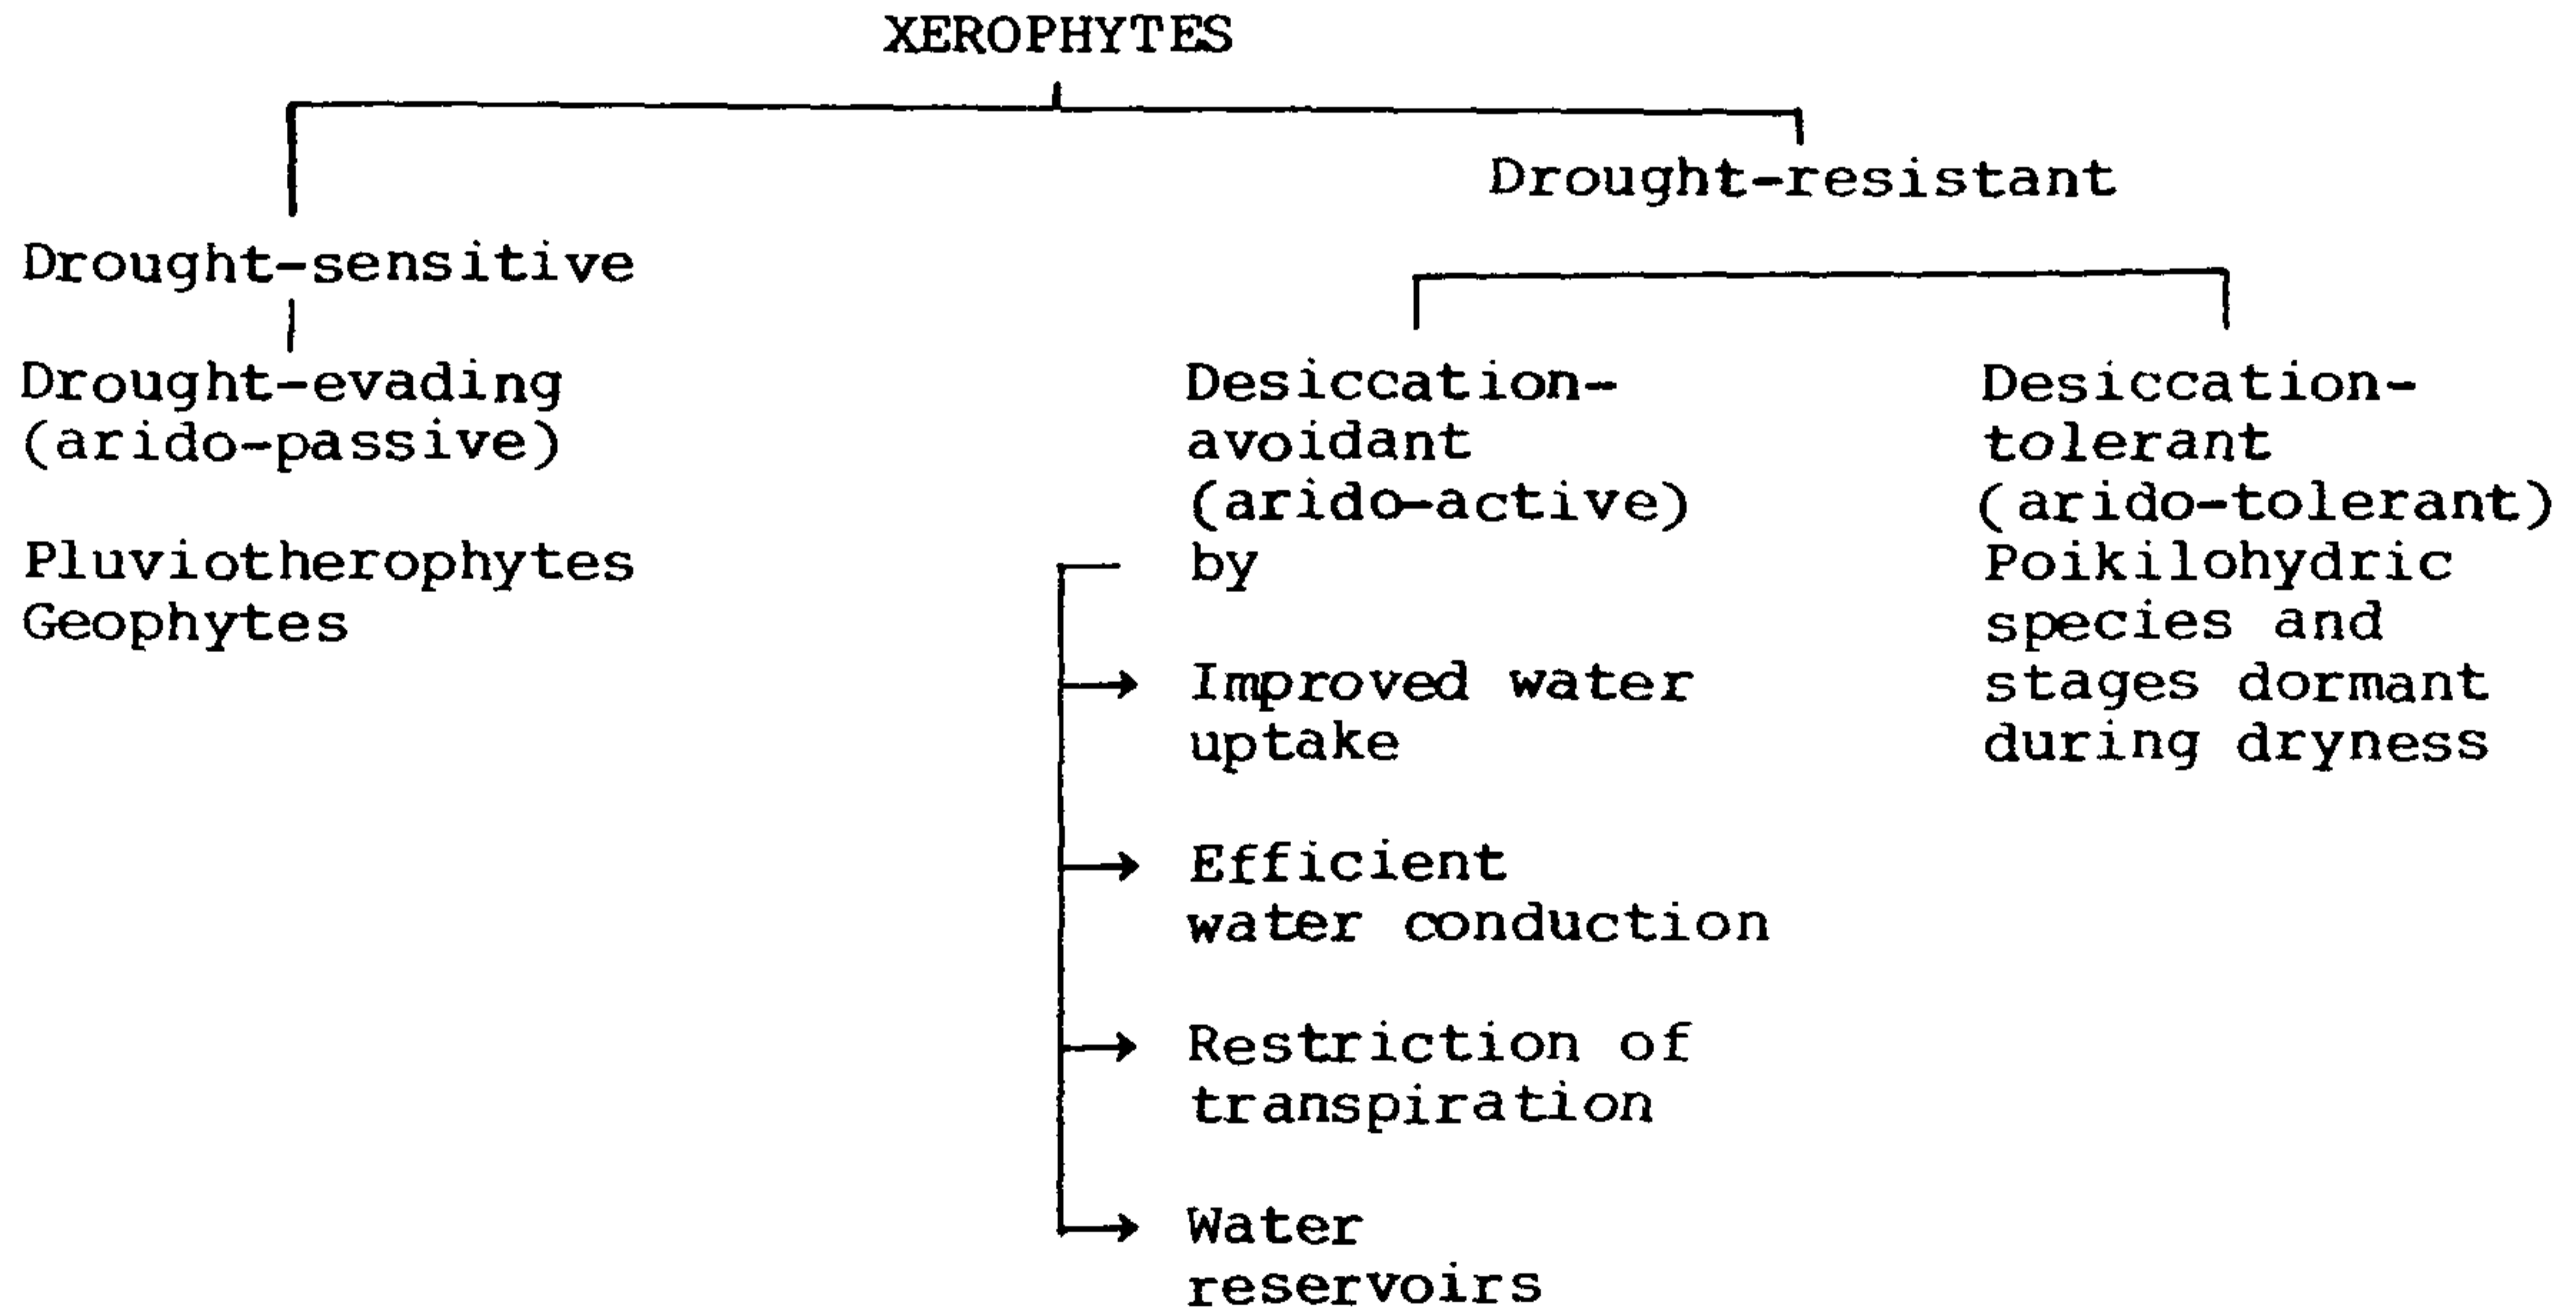 XEROPHYTES
Drought-sensitive
Drought-evading
(arido-passive)
Pluviotherophytes
Geophytes
Drought-resistant
Desiccation-
avoidant
(arido-active)
by
Improved water
uptake
Efficient
water conduction
Restriction of
transpiration
Water
reservoirs
Desiccation-
tolerant
(arido-tolerant)
Poikilohydric
species and
stages dormant
during dryness